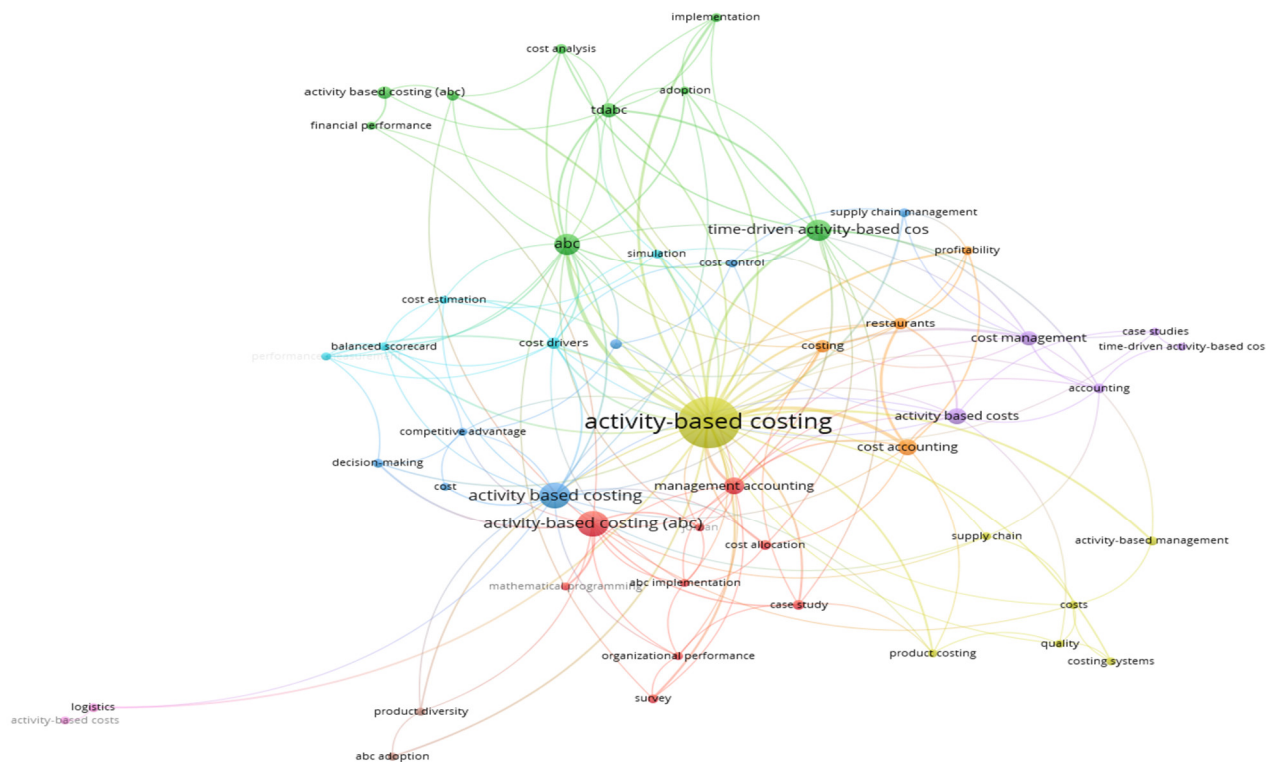 implementation
cost analysis
activity based costing (abc)
adoption
tdabc
financial performance
supply chain management
time-driven activity-based cos
abc
profitability
simulation
cost control
cost estimation
restaurants
case studies
cost management
cost drivers
costing
balanced scorecard
time-driven activity-based cos
performance
accounting
activity based costs
activity-based costing
competitive advantage
cost accounting
decision-making
cost
management accounting
activity based costing
activity-based costing (abc)
supply chain
activity-based management
cost allocation
mathematical programming
abc implementation
case study
costs
quality
product costing
organizational performance
costing systems
survey
logistics
product diversity
activity-based costs
abc adoption